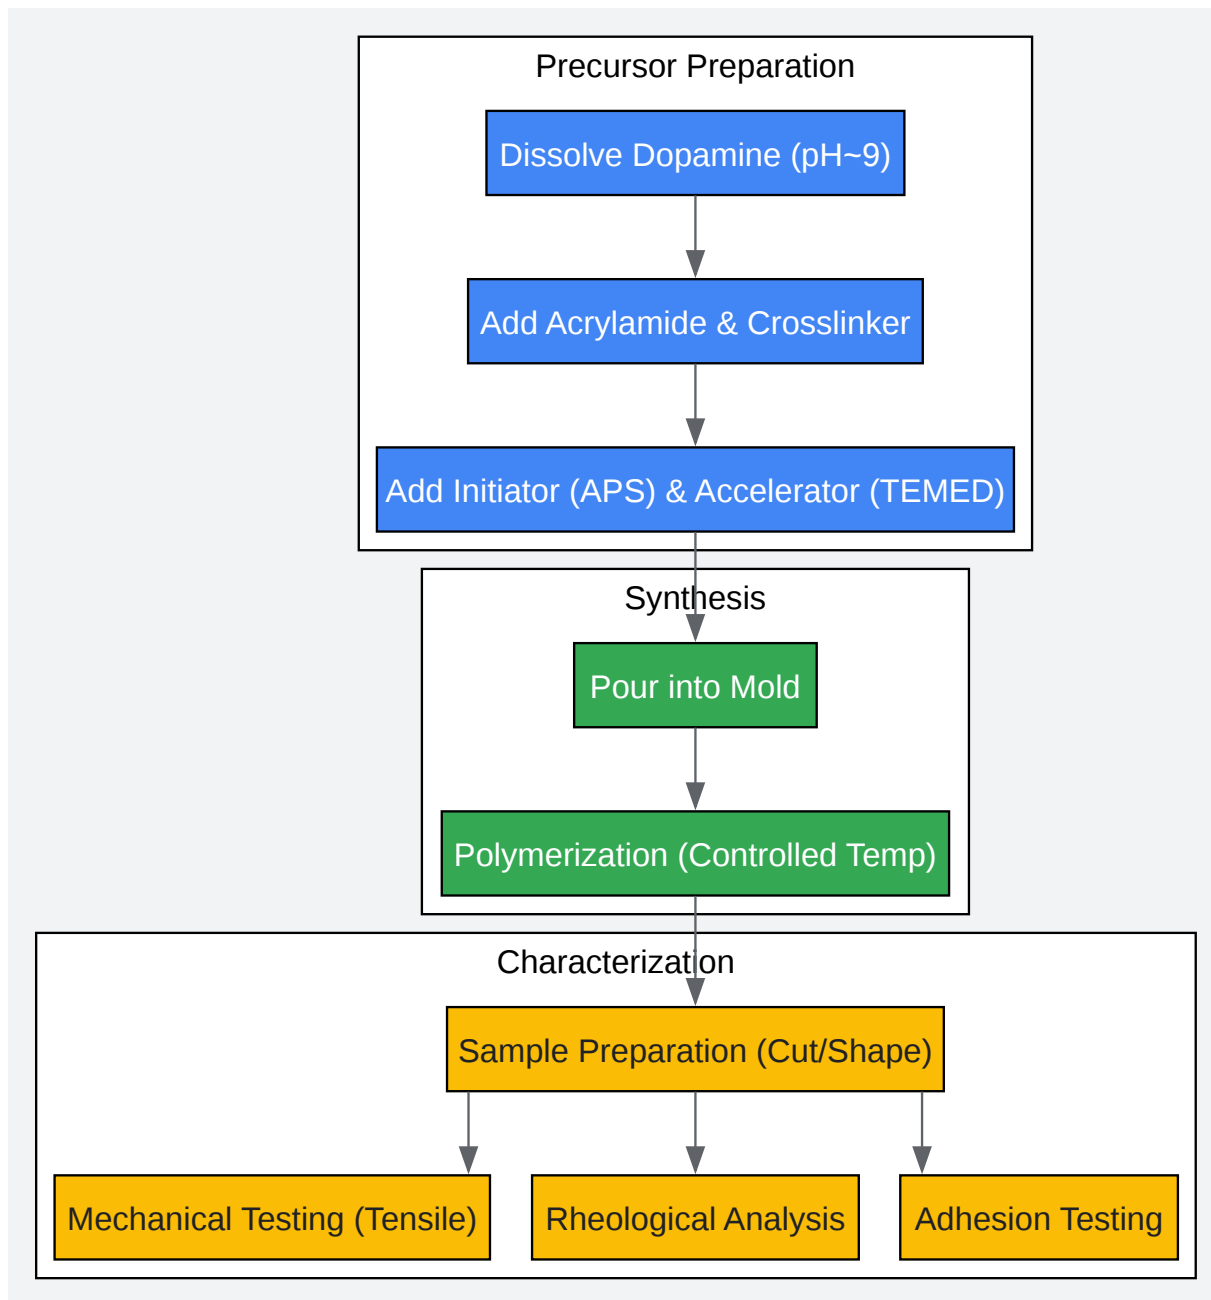 Precursor Preparation
Dissolve Dopamine (pH~9)
Add Acrylamide & Crosslinker
Add Initiator (APS) & Accelerator (TEMED)
Synthesis
Pour into Mold
Polymerization (Controlled Temp)
Characterization
Sample Preparation (Cut/Shape)
Mechanical Testing (Tensile)
Rheological Analysis
Adhesion Testing